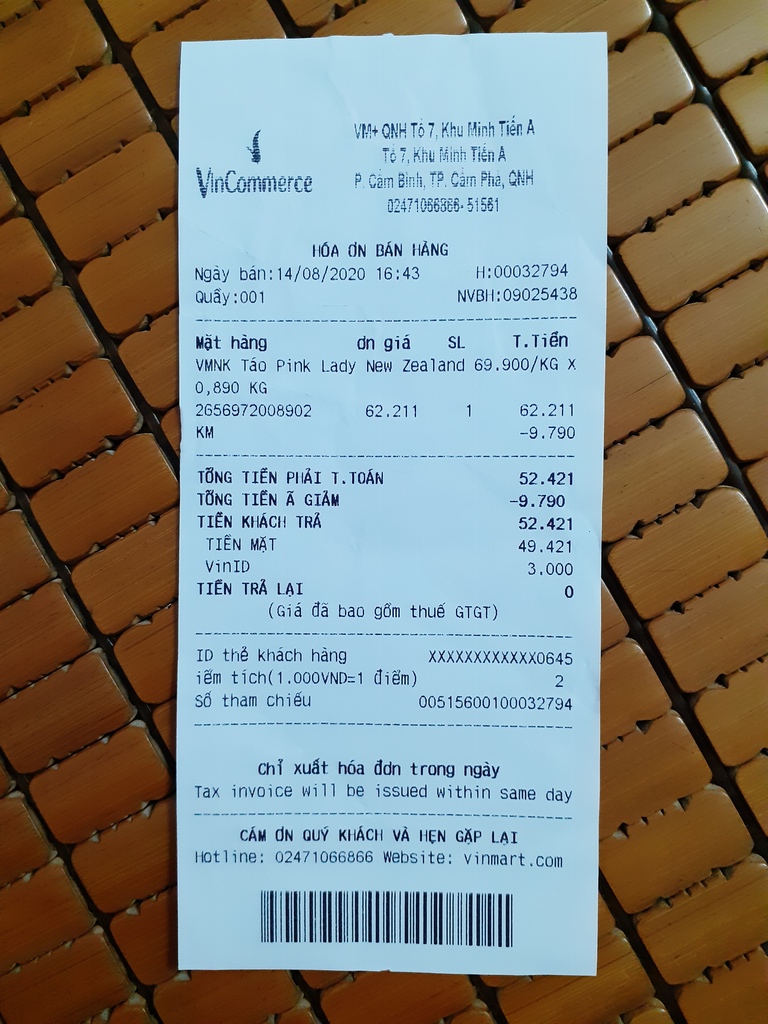 VinCommerce
VM+ QNH Tổ 7, Khu Minh Tiến A
Tổ 7, Khu Minh Tiến A
P. Cẩm Bình, TP. Cẩm Phả, QNH
02471066866- 51561
HÓA ƠN BÁN HÀNG
Ngày bán:14/08/2020 16:43 H:00032794
Quầy:001 NVBH:09025438
Mặt hàng ơn giá SL T.Tiền
VMNK Táo Pink Lady New Zealand 69.900/KG X
0,890 KG
2656972008902 62.211 1 62.211
KM -9.790
TỔNG TIỀN PHẢI T.TOÁN 52.421
TỔNG TIỀN Ã GIẢM -9.790
TIỀN KHÁCH TRẢ 52.421
TIỀN MẶT 49.421
VinID 3.000
TIỀN TRẢ LẠI 0
(Giá đã bao gồm thuế GTGT)
ID thẻ khách hàng XXXXXXXXXXXX0645
iểm tích(1.000VND=1 điểm) 2
Số tham chiếu 00515600100032794
Chỉ xuất hóa đơn trong ngày
Tax invoice will be issued within same day
CÁM ƠN QUÝ KHÁCH VÀ HẸN GẶP LẠI
Hotline: 02471066866 Website: vinmart.com